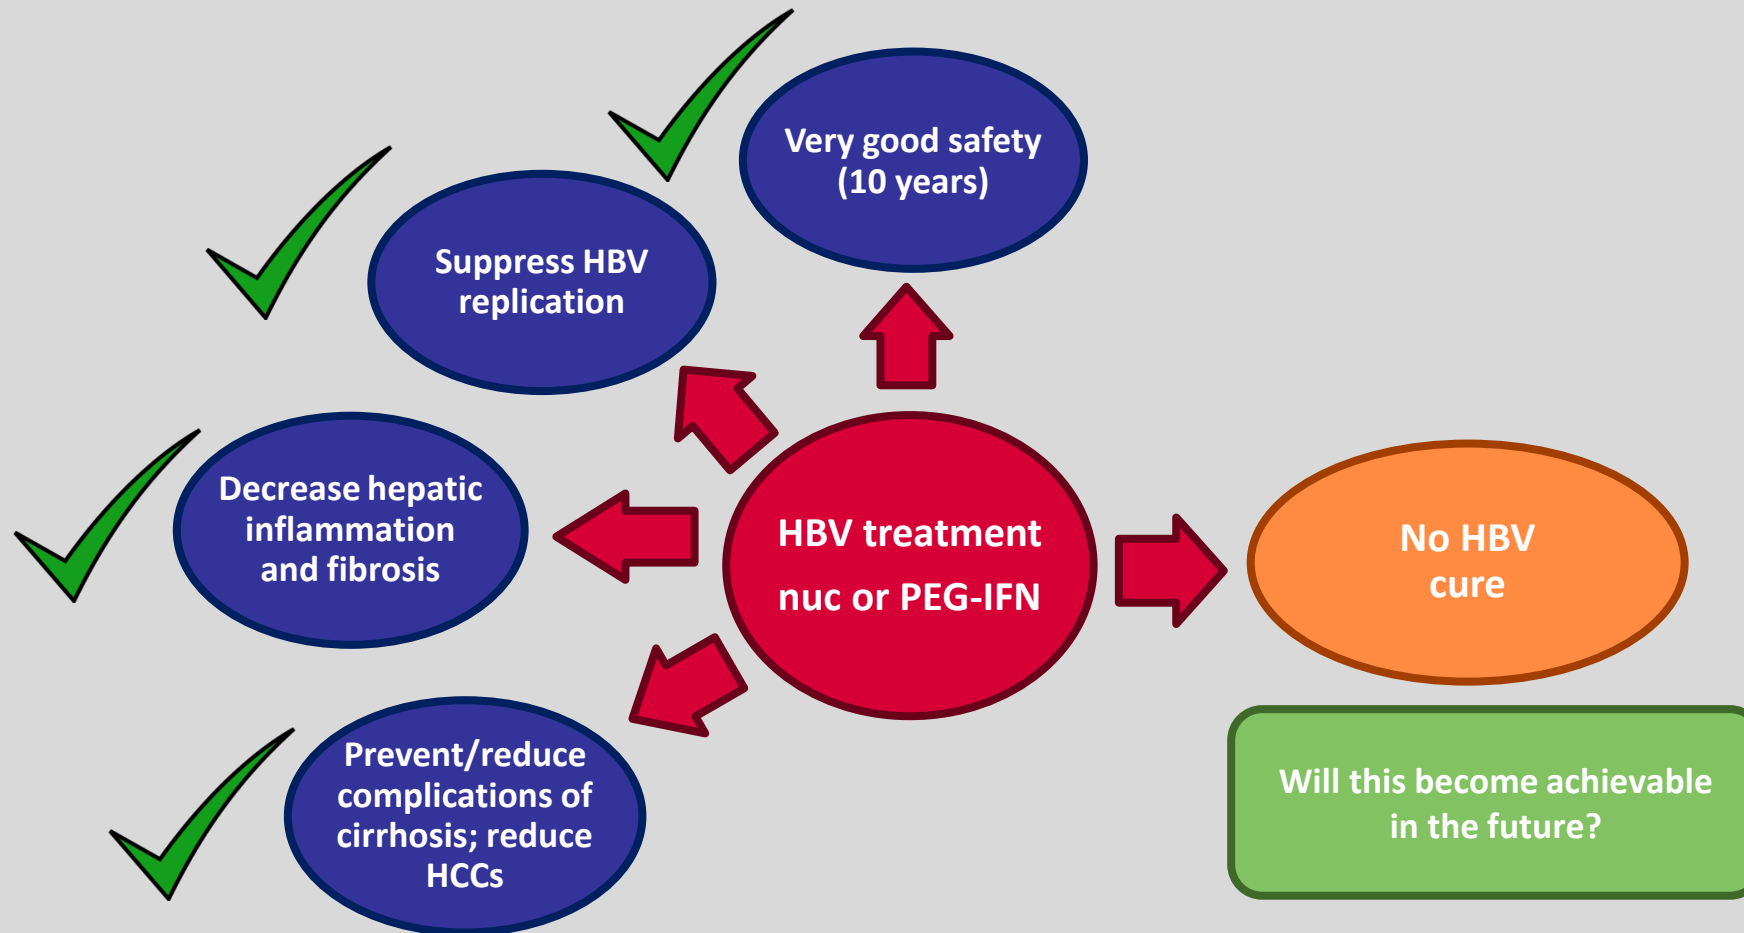 Very good safety
(10 years)
Suppress HBV
replication
Decrease hepatic
inflammation
and fibrosis
HBV treatment
nuc or PEG-IFN
No HBV
cure
Prevent/reduce
complications of
cirrhosis; reduce
HCCs
Will this become achievable
in the future?